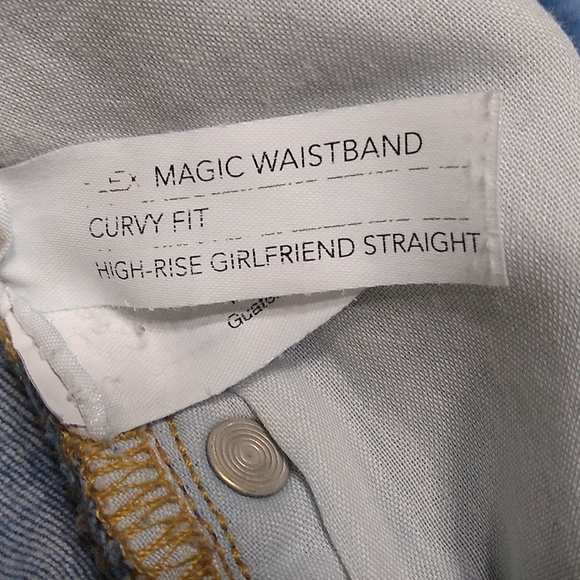 MAGIC WAISTBAND
CURVY FIT
HIGH-RISE GIRLFRIEND STRAIGHT